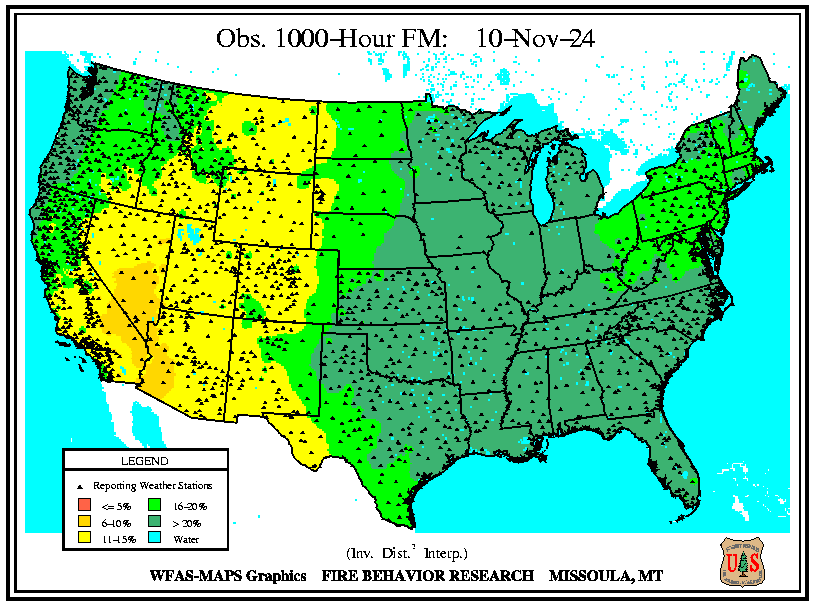 Obs. 1000-Hour FM: 10-Nov-24
LEGEND
Reporting Weather Stations
<= 5% 16-20%
6-10% > 20%
11-15% Water
(Inv. Dist.² Interp.)
WFAS-MAPS Graphics FIRE BEHAVIOR RESEARCH MISSOULA, MT
U S